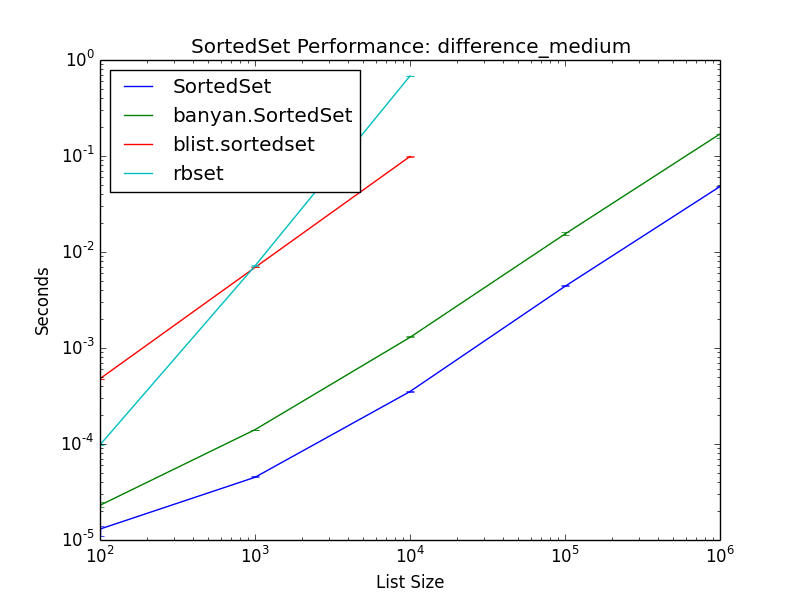 SortedSet Performance: difference_medium
SortedSet
banyan.SortedSet
blist.sortedset
rbset
10^0
10^-1
10^-2
10^-3
10^-4
10^-5
Seconds
10^2
10^3
10^4
10^5
10^6
List Size